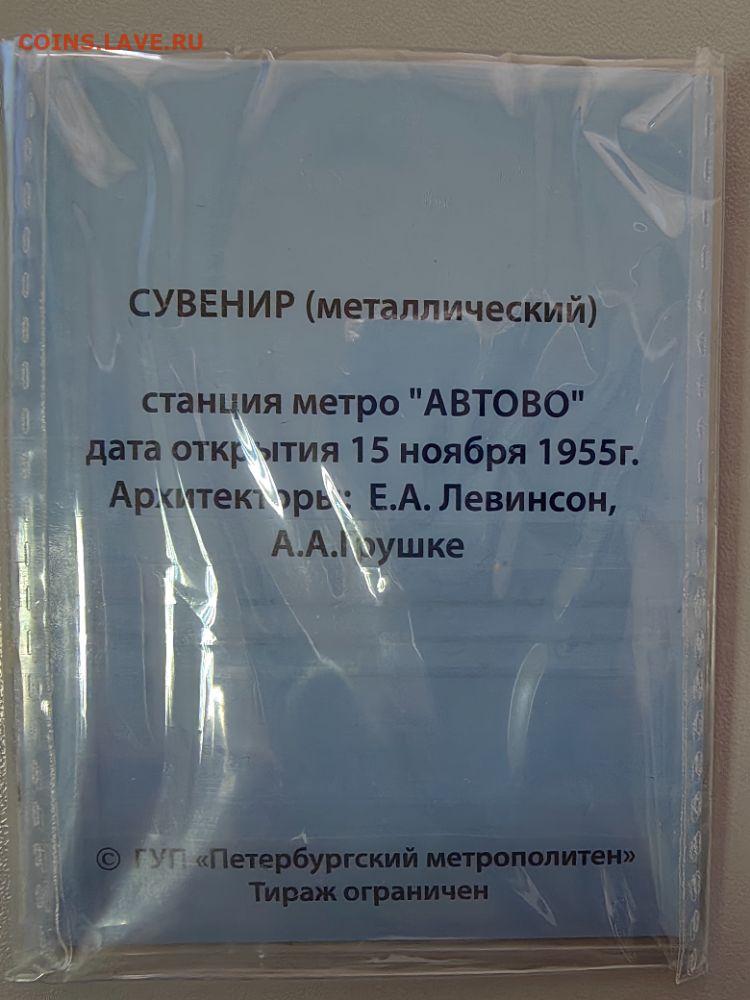 COINS.LAVE.RU
СУВЕНИР (металлический)
станция метро "АВТОВО"
дата открытия 15 ноября 1955г.
Архитекторы: Е.А. Левинсон,
А.А.Грушке
© ГУП «Петербургский метрополитен»
Тираж ограничен